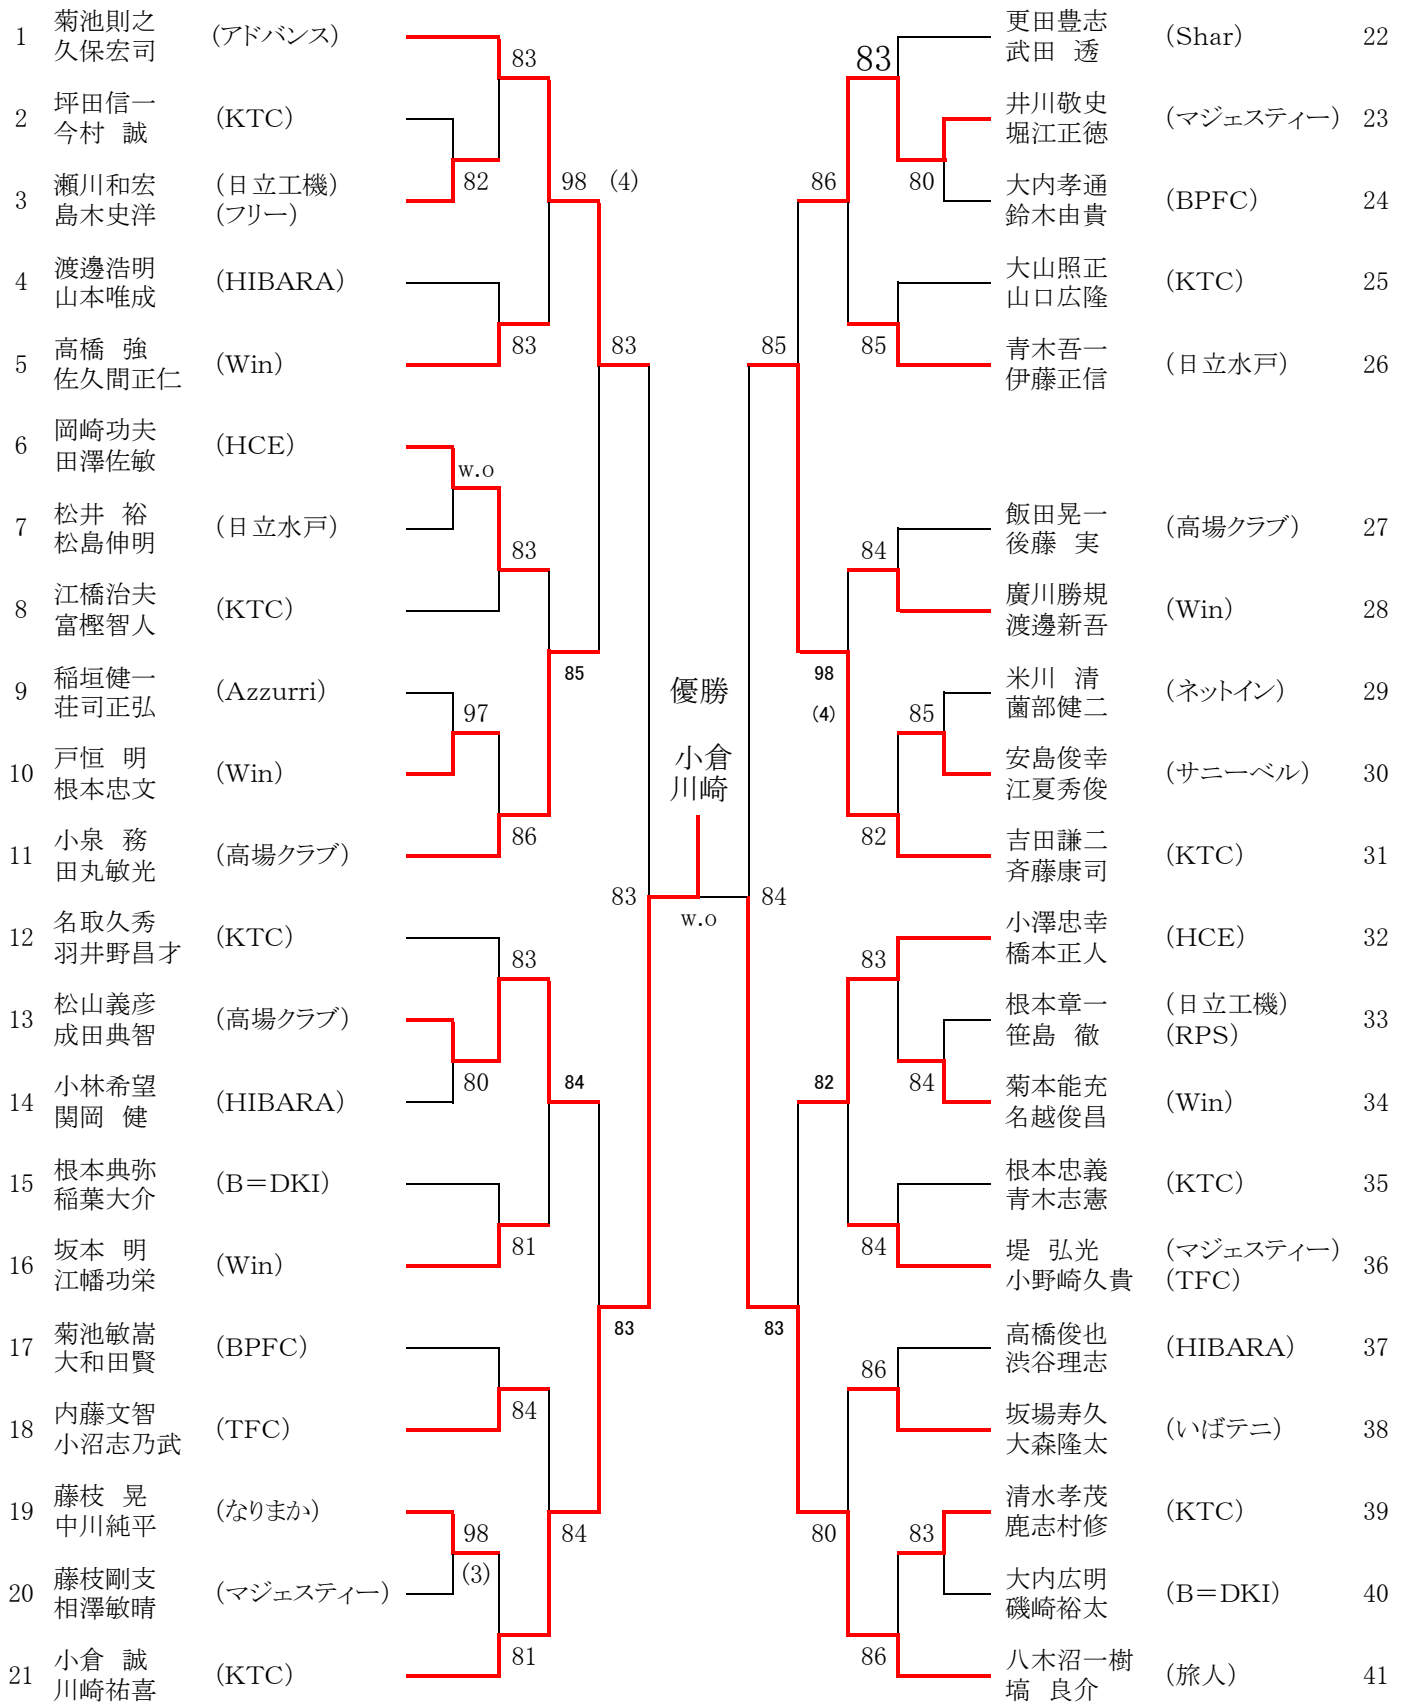 1 菊池則之 (アドバンス)
久保宏司
83
2 坪田信一 (KTC)
今村 誠
82
3 瀬川和宏 (日立工機)
島木史洋 (フリー)
98 (4)
4 渡邊浩明 (HIBARA)
山本唯成
83
5 高橋 強 (Win)
佐久間正仁
83
6 岡崎功夫 (HCE)
田澤佐敏
w.o
7 松井 裕 (日立水戸)
松島伸明
83
8 江橋治夫 (KTC)
富樫智人
85
9 稲垣健一 (Azzurri)
荘司正弘
97
10 戸恒 明 (Win)
根本忠文
86
11 小泉 務 (高場クラブ)
田丸敏光
83
12 名取久秀 (KTC)
羽井野昌才
83
13 松山義彦 (高場クラブ)
成田典智
80
14 小林希望 (HIBARA)
関岡 健
84
15 根本典弥 (B=DKI)
稲葉大介
81
16 坂本 明 (Win)
江幡功栄
83
17 菊池敏嵩 (BPFC)
大和田賢
84
18 内藤文智 (TFC)
小沼志乃武
19 藤枝 晃 (なりまか)
中川純平
98
(3)
84
20 藤枝剛支 (マジェスティー)
相澤敏晴
81
21 小倉 誠 (KTC)
川崎祐喜
優勝
小倉
川崎
w.o
更田豊志 (Shar) 22
武田 透
83
井川敬史 (マジェスティー) 23
堀江正徳
80
大内孝通 (BPFC) 24
鈴木由貴
86
大山照正 (KTC) 25
山口広隆
85
青木吾一 (日立水戸) 26
伊藤正信
85
飯田晃一 (高場クラブ) 27
後藤 実
84
廣川勝規 (Win) 28
渡邊新吾
98
(4)
米川 清 (ネットイン) 29
薗部健二
85
安島俊幸 (サニーベル) 30
江夏秀俊
82
吉田謙二 (KTC) 31
斉藤康司
84
小澤忠幸 (HCE) 32
橋本正人
83
根本章一 (日立工機) 33
笹島 徹 (RPS)
84
菊本能充 (Win) 34
名越俊昌
82
根本忠義 (KTC) 35
青木志憲
84
堤 弘光 (マジェスティー) 36
小野崎久貴 (TFC)
83
高橋俊也 (HIBARA) 37
渋谷理志
86
坂場寿久 (いばテニ) 38
大森隆太
清水孝茂 (KTC) 39
鹿志村修
83
80
大内広明 (B=DKI) 40
磯崎裕太
86
八木沼一樹 (旅人) 41
塙 良介